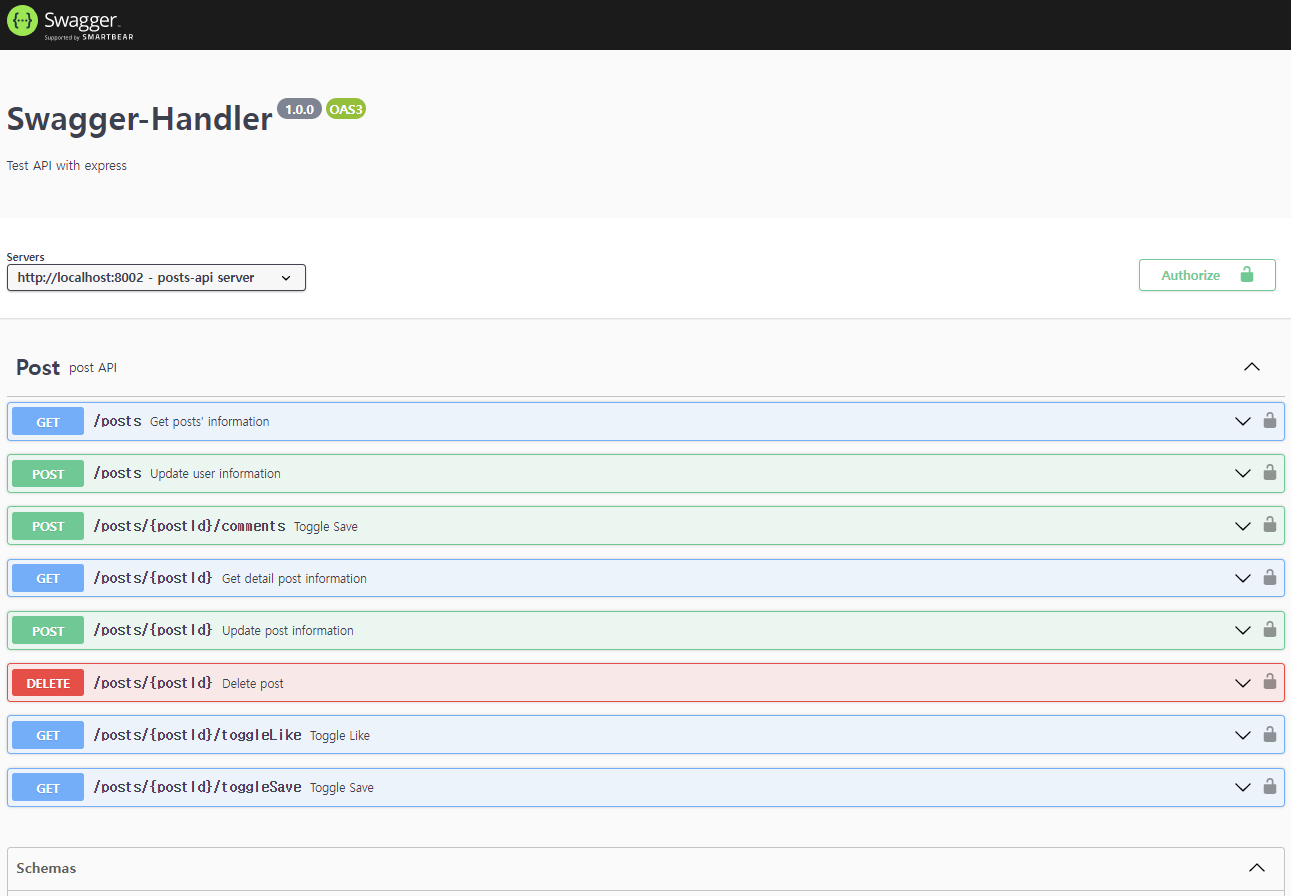 Swagger
Supported by SMARTBEAR
Swagger-Handler 1.0.0 OAS3
Test API with express
Servers
http://localhost:8002 - posts-api server
Authorize
Post post API
GET /posts Get posts' information
POST /posts Update user information
POST /posts/{postId}/comments Toggle Save
GET /posts/{postId} Get detail post information
POST /posts/{postId} Update post information
DELETE /posts/{postId} Delete post
GET /posts/{postId}/toggleLike Toggle Like
GET /posts/{postId}/toggleSave Toggle Save
Schemas